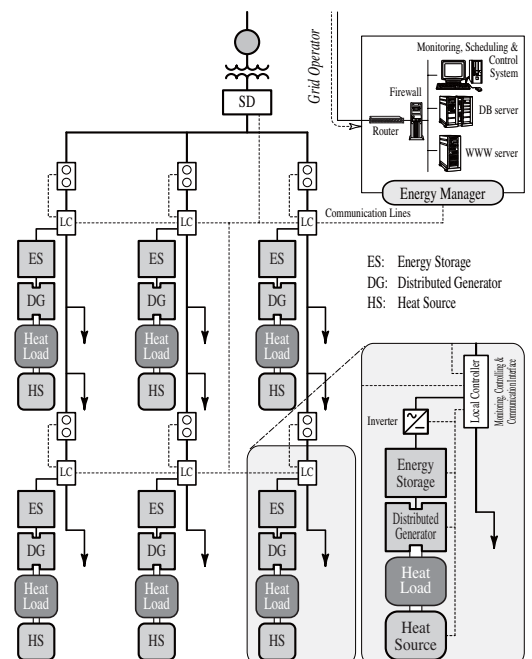 SD
Grid Operator
Monitoring, Scheduling &
Control
System
Firewall
DB server
Router
WWW server
Energy Manager
Communication Lines
LC
LC
LC
ES
ES
ES
DG
DG
DG
Heat
Load
Heat
Load
Heat
Load
HS
HS
HS
ES: Energy Storage
DG: Distributed Generator
HS: Heat Source
LC
LC
LC
ES
ES
ES
DG
DG
DG
Heat
Load
Heat
Load
Heat
Load
HS
HS
HS
Local Controller
Monitoring, Controlling &
Communication Interface
Inverter
Energy
Storage
Distributed
Generator
Heat
Load
Heat
Source